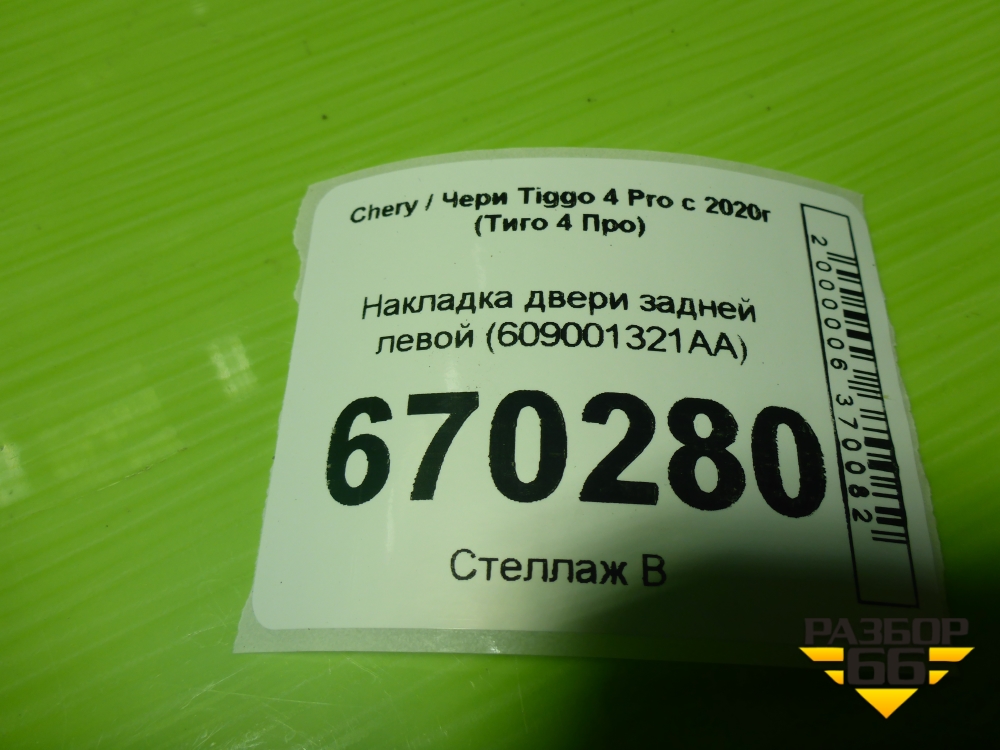 Chery / Чери Tiggo 4 Pro с 2020г
(Тиго 4 Про)
Накладка двери задней
левой (609001321AA)
670280
Стеллаж В
2000006370082
РАЗБОР
66